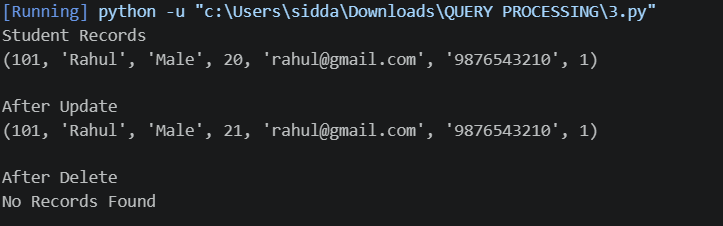 [Running] python -u "c:\Users\sidda\Downloads\QUERY PROCESSING\3.py"
Student Records
(101, 'Rahul', 'Male', 20, 'rahul@gmail.com', '9876543210', 1)
After Update
(101, 'Rahul', 'Male', 21, 'rahul@gmail.com', '9876543210', 1)
After Delete
No Records Found